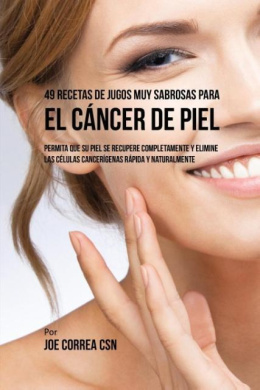 49 RECETAS DE JUGOS MUY SABROSAS PARA
EL CÁNCER DE PIEL
PERMITA QUE SU PIEL SE RECUPERE COMPLETAMENTE Y ELIMINE
LAS CÉLULAS CANCERÍGENAS RÁPIDA Y NATURALMENTE
Por
JOE CORREA CSN